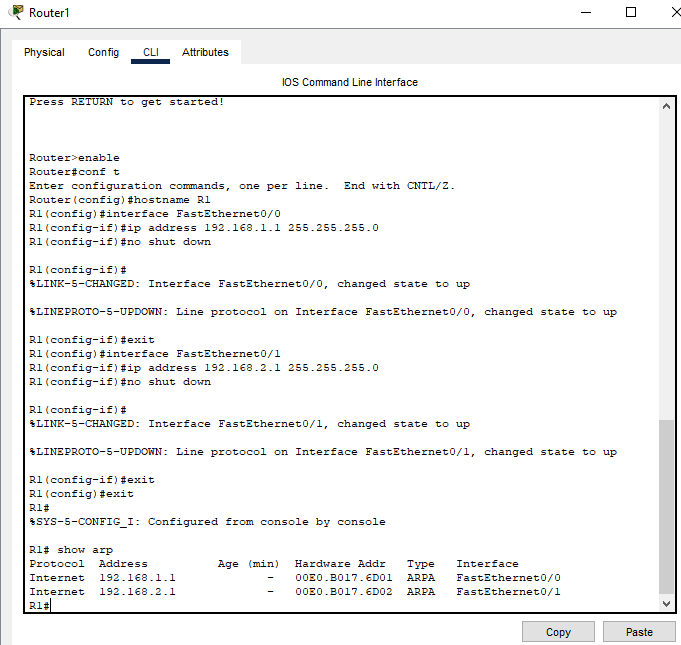 Router1
Physical Config CLI Attributes
IOS Command Line Interface
Press RETURN to get started!
Router>enable
Router#conf t
Enter configuration commands, one per line.  End with CNTL/Z.
Router(config)#hostname R1
R1(config)#interface FastEthernet0/0
R1(config-if)#ip address 192.168.1.1 255.255.255.0
R1(config-if)#no shut down
R1(config-if)#
%LINK-5-CHANGED: Interface FastEthernet0/0, changed state to up
%LINEPROTO-5-UPDOWN: Line protocol on Interface FastEthernet0/0, changed state to up
R1(config-if)#exit
R1(config)#interface FastEthernet0/1
R1(config-if)#ip address 192.168.2.1 255.255.255.0
R1(config-if)#no shut down
R1(config-if)#
%LINK-5-CHANGED: Interface FastEthernet0/1, changed state to up
%LINEPROTO-5-UPDOWN: Line protocol on Interface FastEthernet0/1, changed state to up
R1(config-if)#exit
R1(config)#exit
R1#
%SYS-5-CONFIG_I: Configured from console by console
R1# show arp
Protocol  Address          Age (min)  Hardware Addr   Type   Interface
Internet  192.168.1.1             -   00E0.B017.6D01  ARPA   FastEthernet0/0
Internet  192.168.2.1             -   00E0.B017.6D02  ARPA   FastEthernet0/1
R1#
Copy Paste